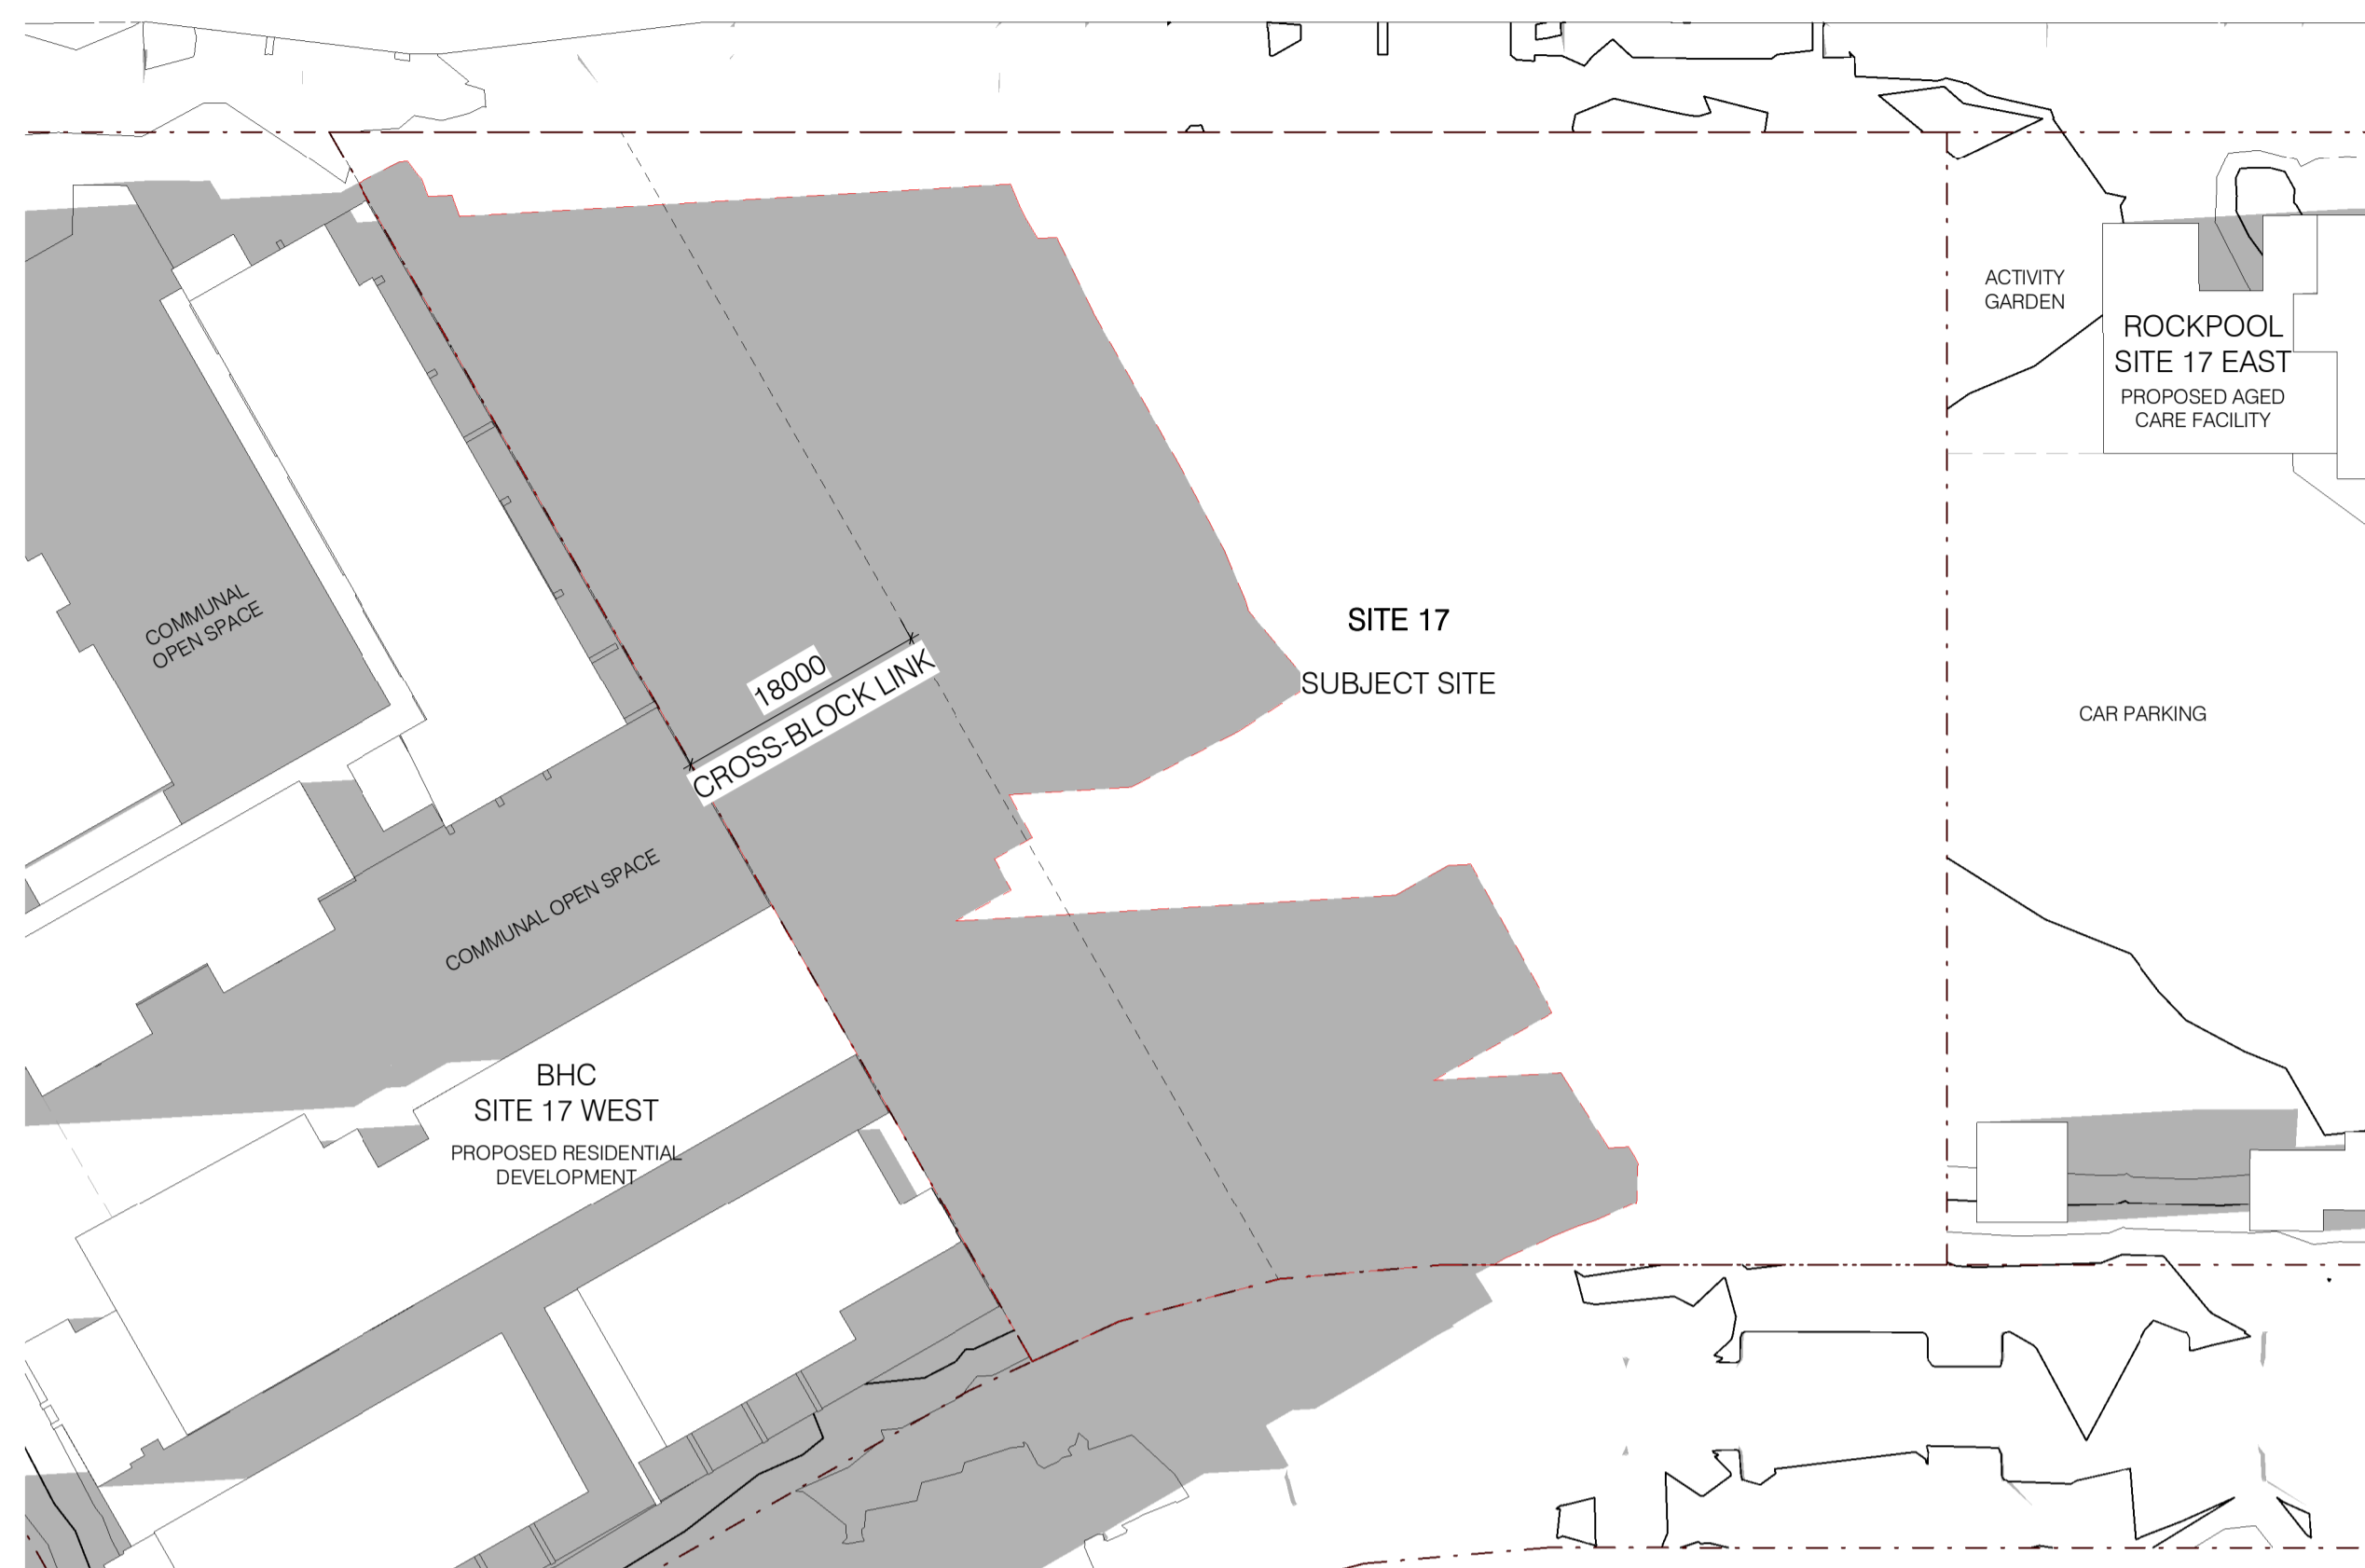 ACTIVITY
GARDEN
ROCKPOOL
SITE 17 EAST
PROPOSED AGED
CARE FACILITY
COMMUNAL
OPEN SPACE
18000
CROSS-BLOCK LINK
SITE 17
SUBJECT SITE
CAR PARKING
COMMUNAL OPEN SPACE
BHC
SITE 17 WEST
PROPOSED RESIDENTIAL
DEVELOPMENT